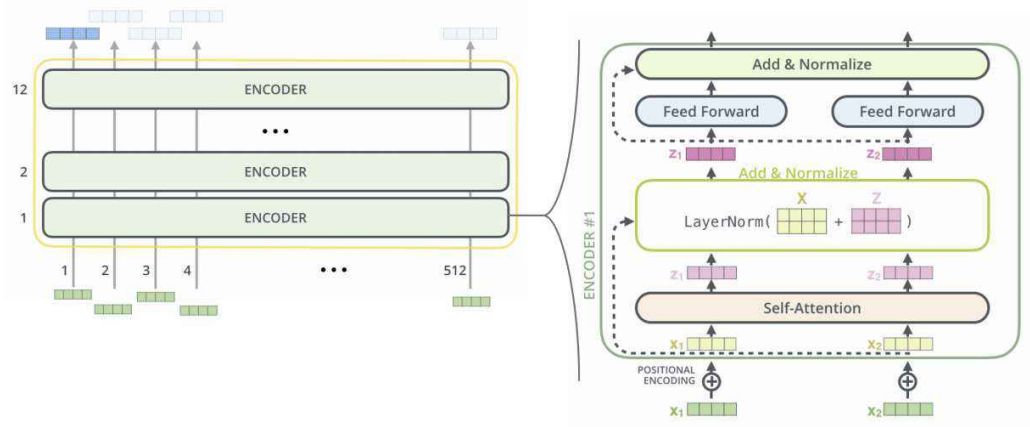 12
ENCODER
...
2
ENCODER
1
ENCODER
1 2 3 4 ... 512
ENCODER #1
Add & Normalize
Feed Forward Feed Forward
z1 z2
Add & Normalize
X Z
LayerNorm( + )
z1 z2
Self-Attention
x1 x2
POSITIONAL
ENCODING
x1 x2